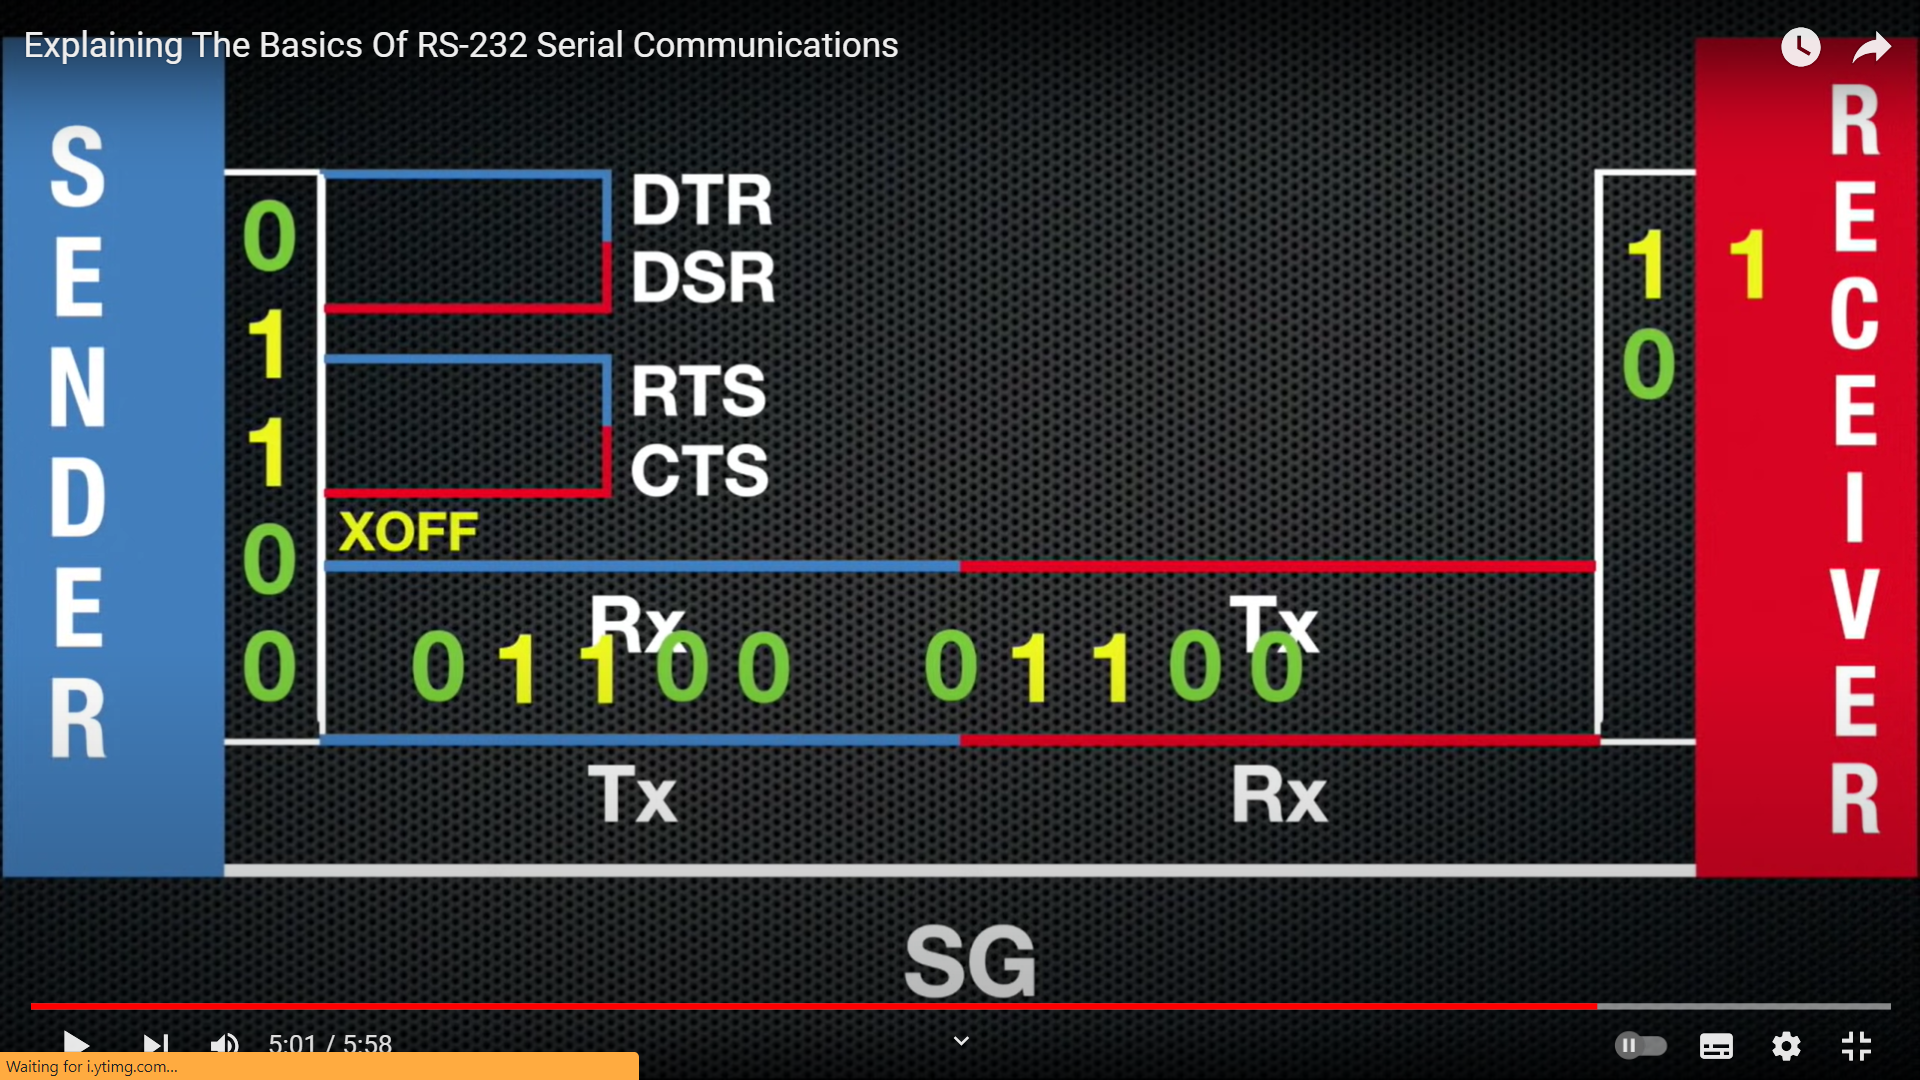 Explaining The Basics Of RS-232 Serial Communications
SENDER
0
1
1
0
0
DTR
DSR
RTS
CTS
XOFF
Rx
Tx
0 1 1 0 0 0 1 1 0 0
Tx
Rx
1 1
0
RECEIVER
SG
5:01 / 5:58
Waiting for i.ytimg.com...